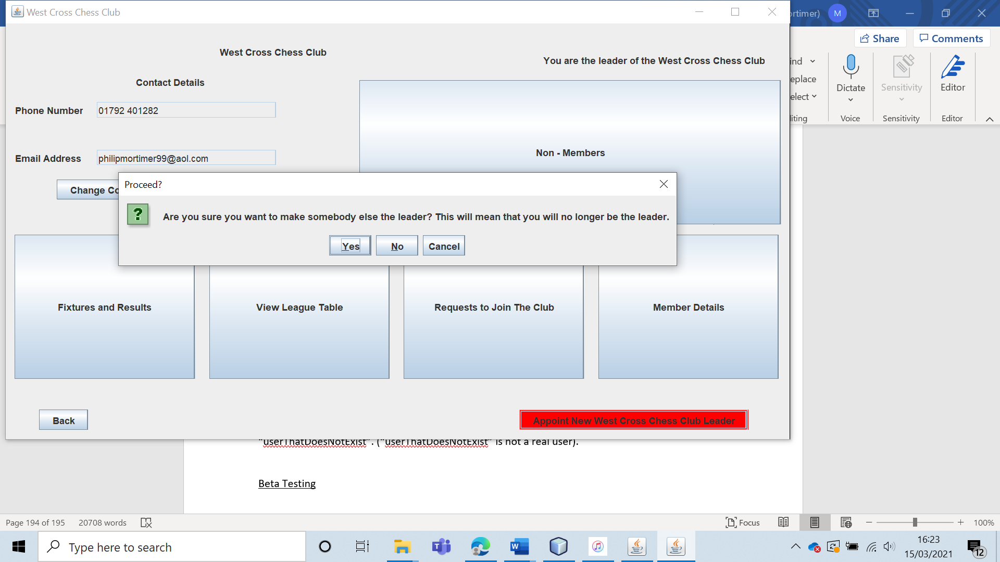 West Cross Chess Club
West Cross Chess Club
You are the leader of the West Cross Chess Club
Contact Details
Phone Number 01792 401282
Email Address philipmortimer99@aol.com
Non - Members
Change Co
Proceed?
?
Are you sure you want to make somebody else the leader? This will mean that you will no longer be the leader.
Yes No Cancel
Fixtures and Results
View League Table
Requests to Join The Club
Member Details
Back
Appoint New West Cross Chess Club Leader
ortimer) M
Share Comments
ind
eplace
elect
iting
Dictate
Voice
Sensitivity
Sensitivity
Editor
Editor
"userThatDoesNotExist". ("userThatDoesNotExist" is not a real user).
Beta Testing
Page 194 of 195 20708 words
Focus
100%
Type here to search
T
W
16:23
15/03/2021
12